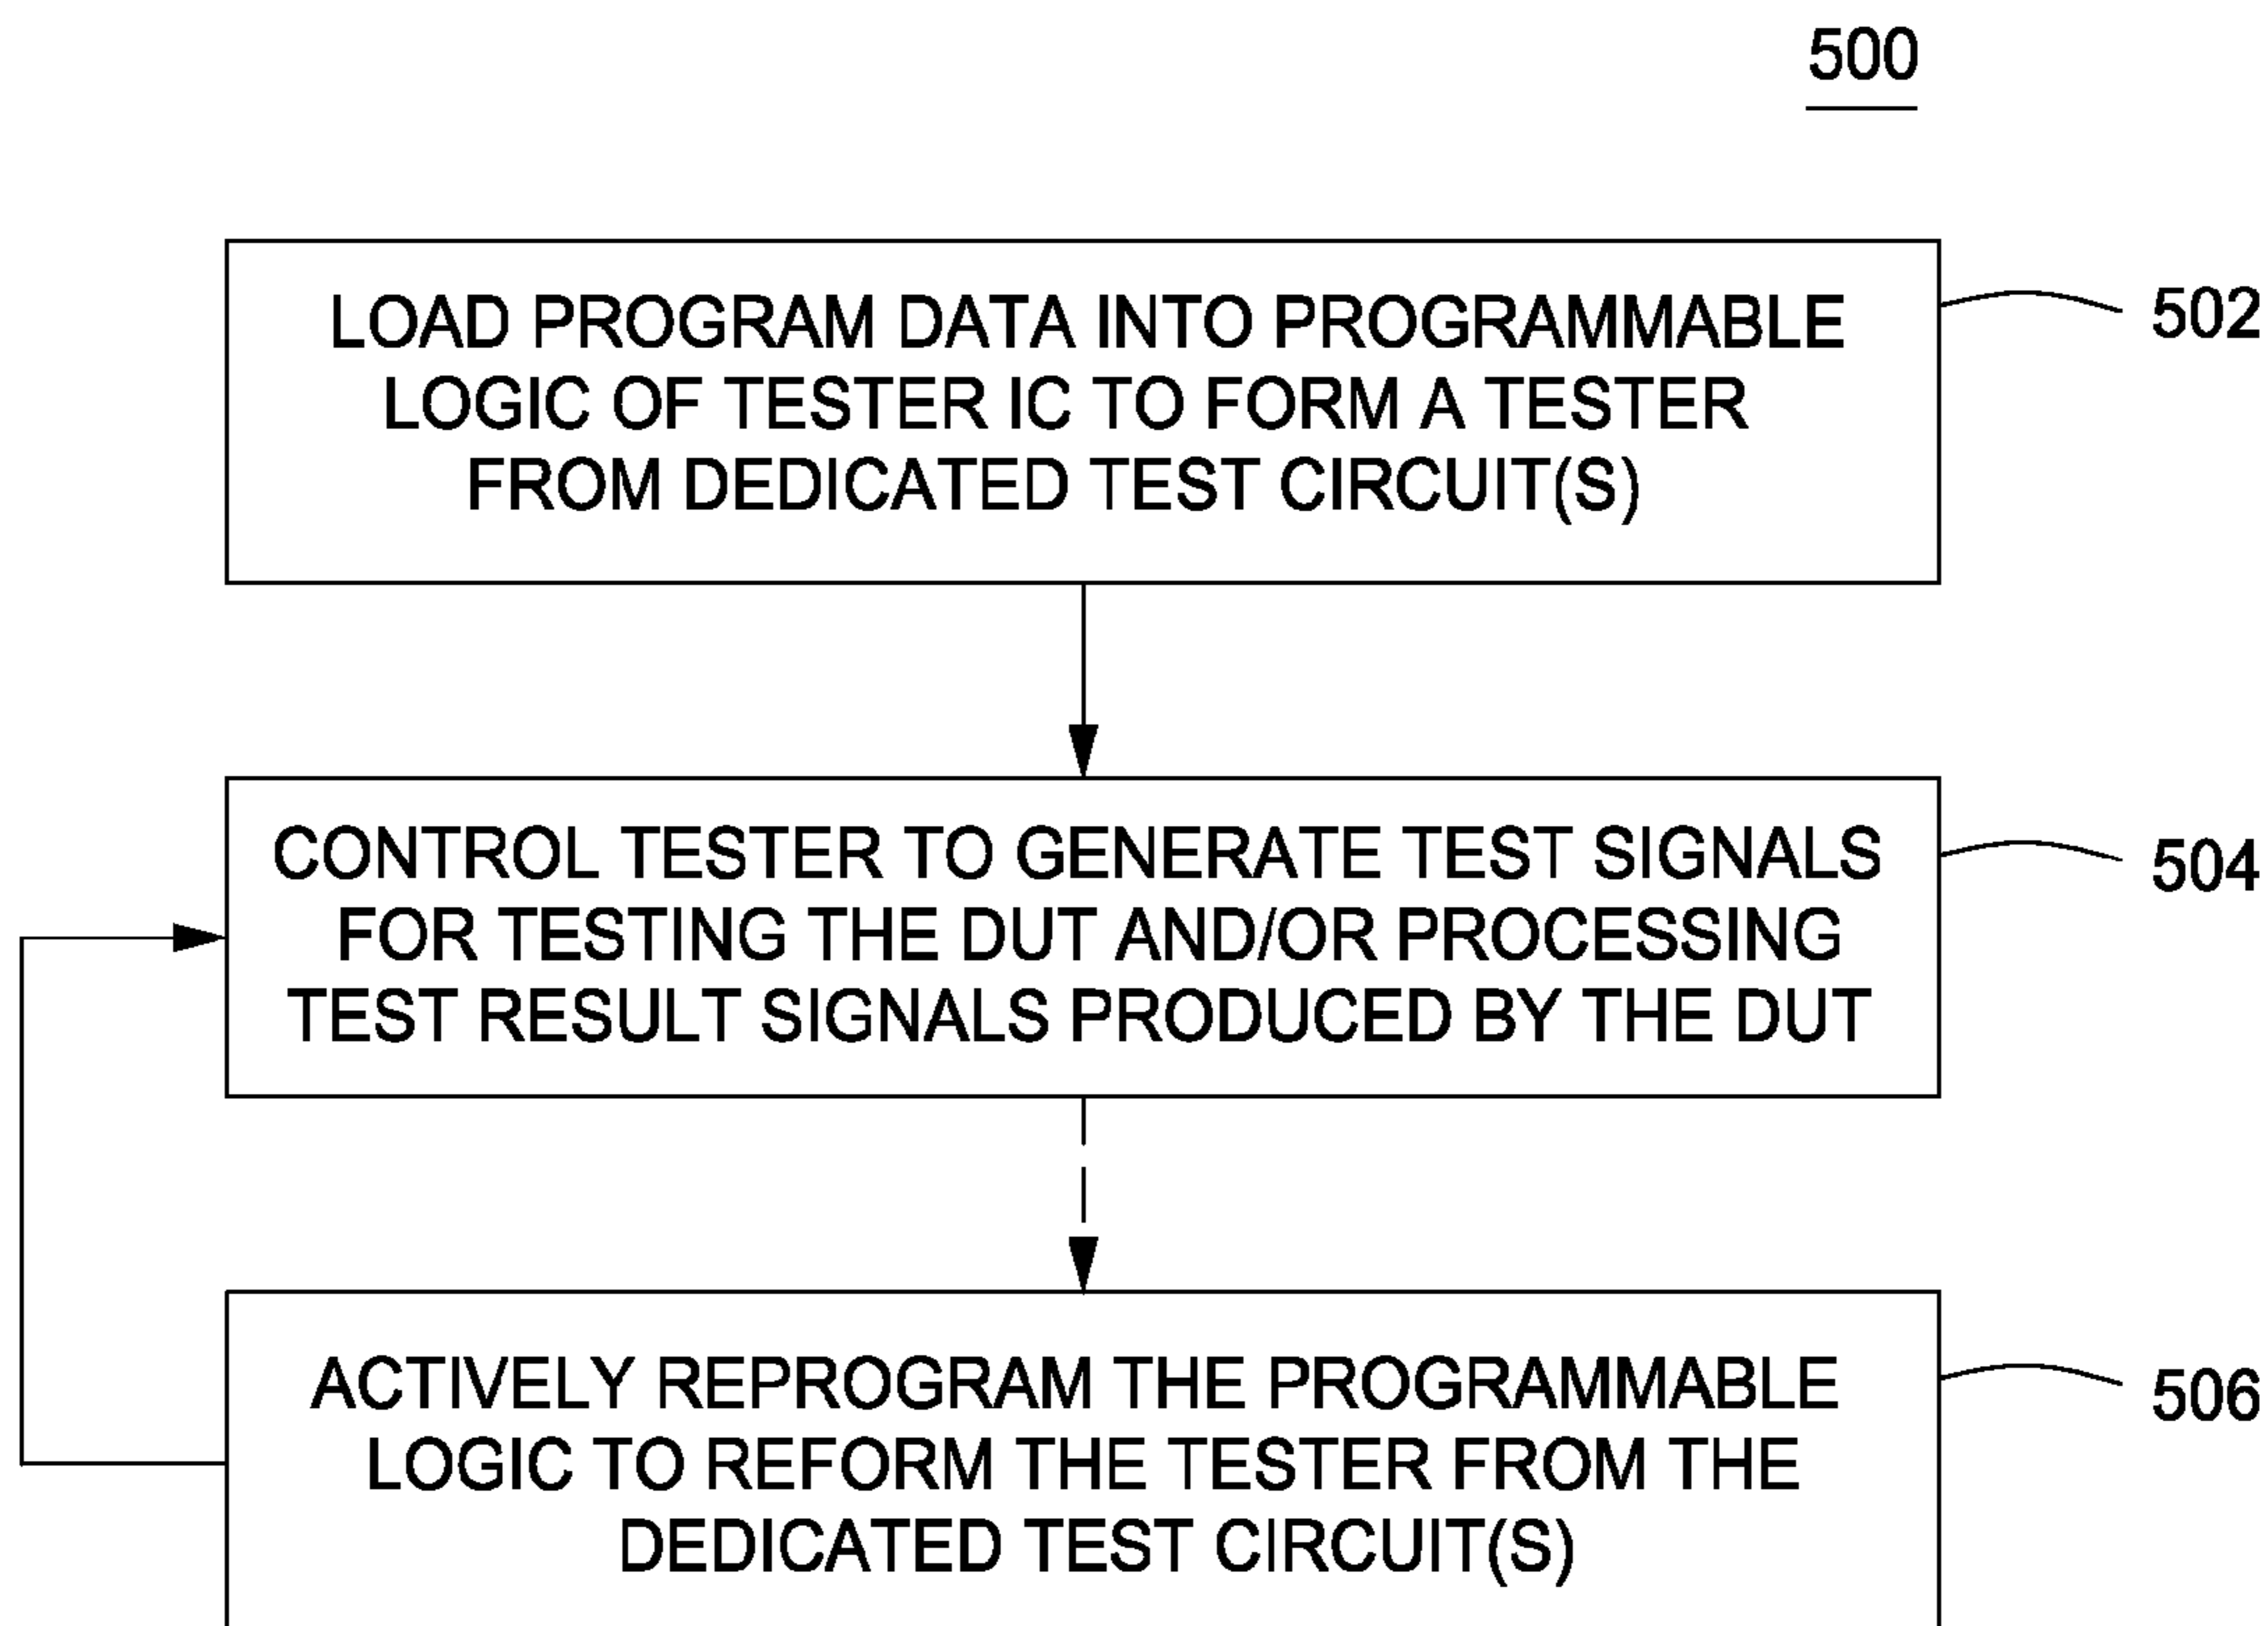 500
LOAD PROGRAM DATA INTO PROGRAMMABLE
LOGIC OF TESTER IC TO FORM A TESTER
FROM DEDICATED TEST CIRCUIT(S)
502
CONTROL TESTER TO GENERATE TEST SIGNALS
FOR TESTING THE DUT AND/OR PROCESSING
TEST RESULT SIGNALS PRODUCED BY THE DUT
504
ACTIVELY REPROGRAM THE PROGRAMMABLE
LOGIC TO REFORM THE TESTER FROM THE
DEDICATED TEST CIRCUIT(S)
506